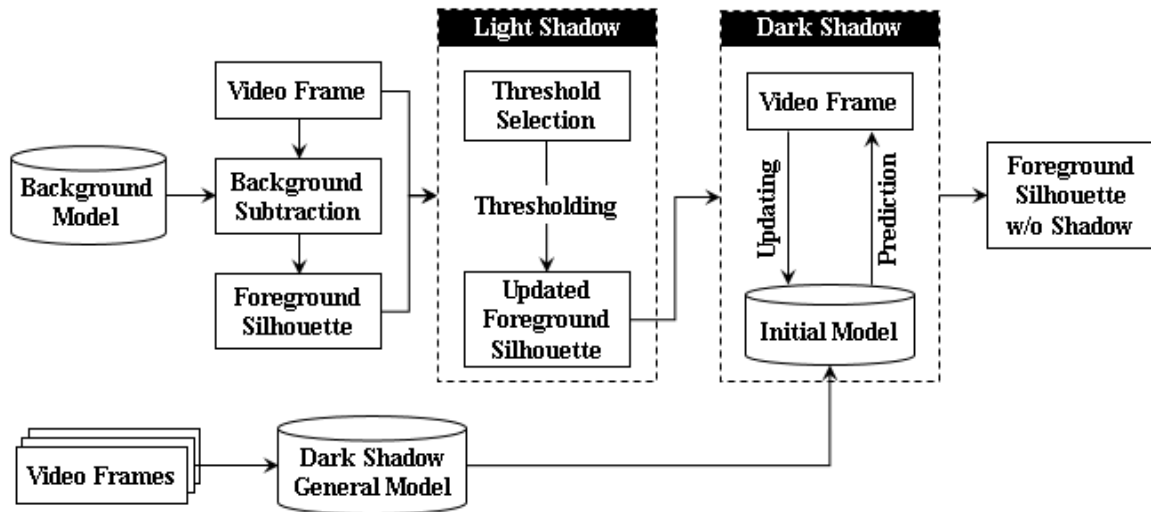 Light Shadow
Dark Shadow
Video Frame
Background
Subtraction
Foreground
Silhouette
Background
Model
Threshold
Selection
Thresholding
Updated
Foreground
Silhouette
Video Frame
Updating
Prediction
Initial Model
Foreground
Silhouette
w/o Shadow
Video Frames
Dark Shadow
General Model